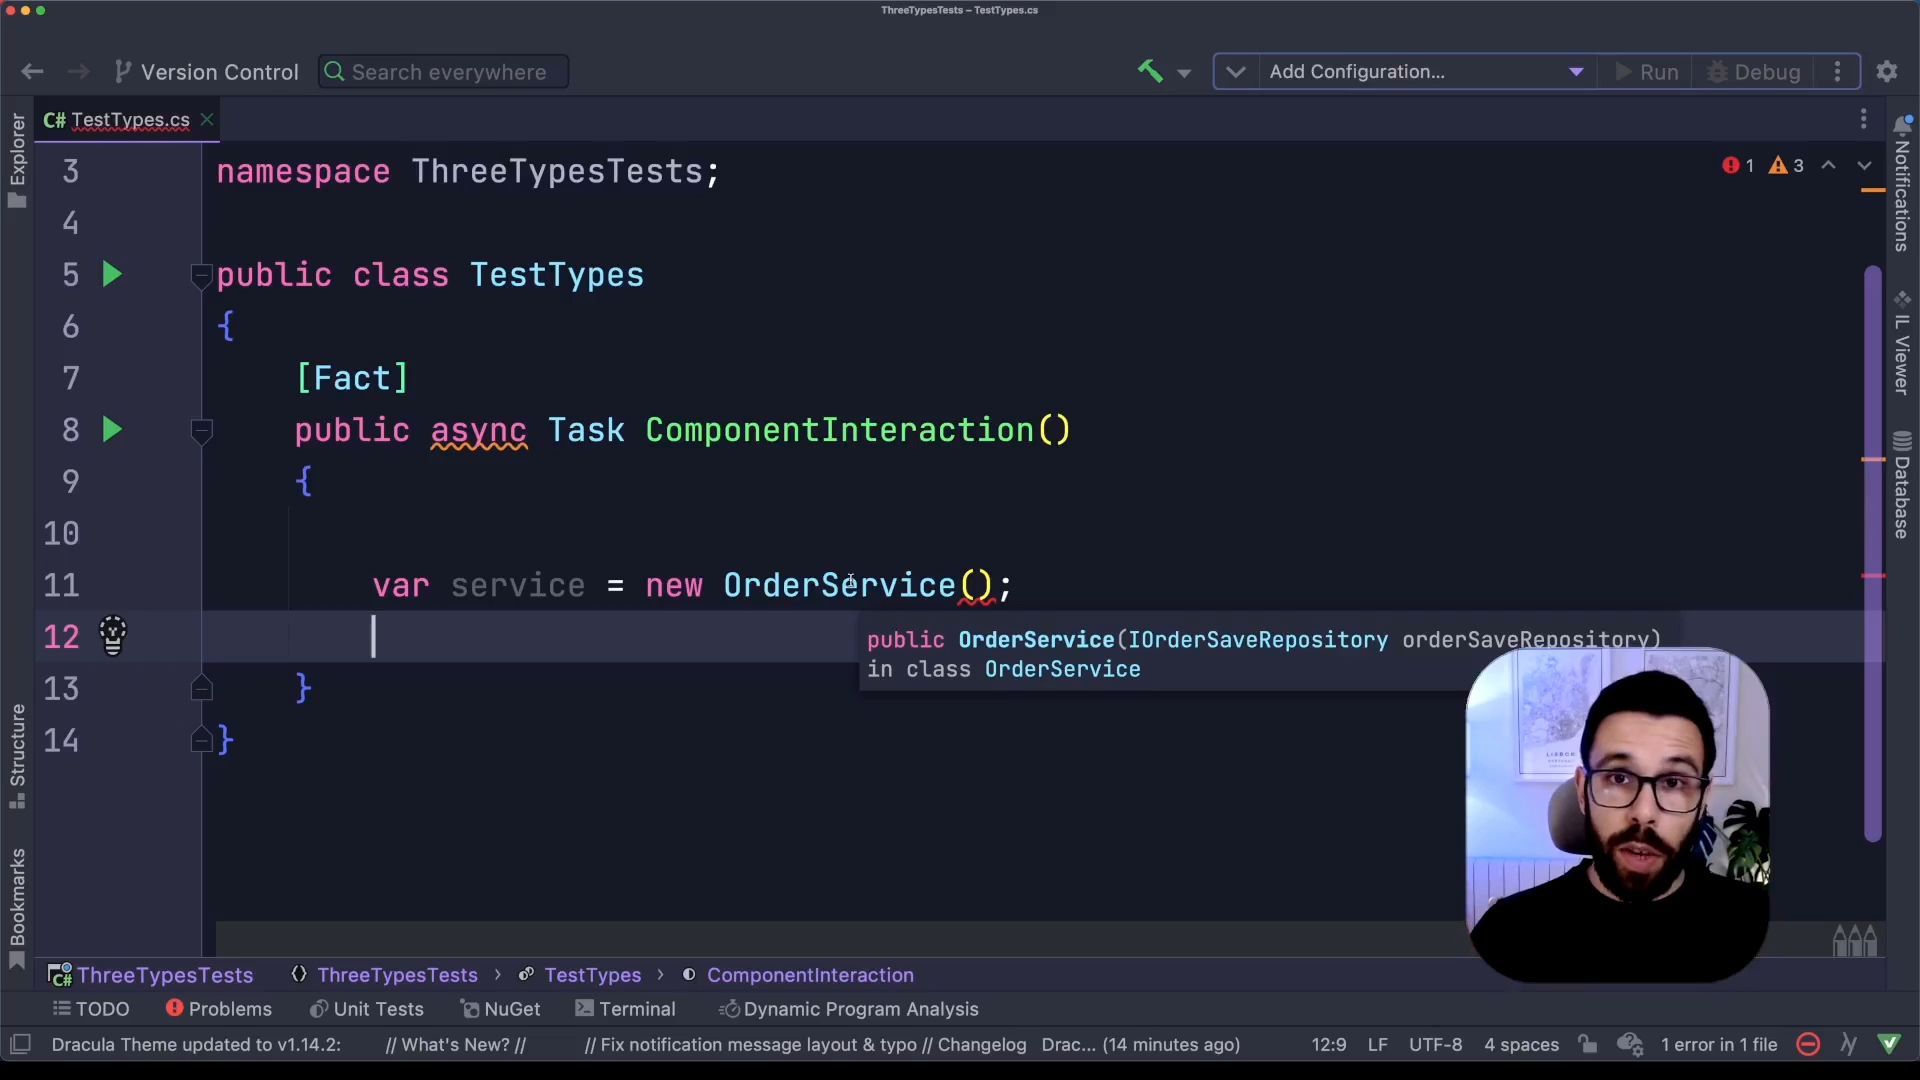 ThreeTypesTests – TestTypes.cs
Version Control
Search everywhere
Add Configuration...
Run
Debug
Explorer
C# TestTypes.cs
Notifications
3 namespace ThreeTypesTests;
1 3
4
5 public class TestTypes
6 {
7 [Fact]
8 public async Task ComponentInteraction()
9 {
10
11 var service = new OrderService();
12
public OrderService(IOrderSaveRepository orderSaveRepository)
in class OrderService
13 }
14 }
IL Viewer
Database
Structure
Bookmarks
LISBON
C# ThreeTypesTests
ThreeTypesTests › TestTypes › ComponentInteraction
TODO
Problems
Unit Tests
NuGet
Terminal
Dynamic Program Analysis
Dracula Theme updated to v1.14.2: // What's New? // // Fix notification message layout & typo // Changelog Drac... (14 minutes ago)
12:9 LF UTF-8 4 spaces 1 error in 1 file